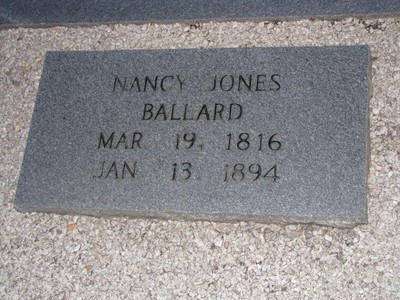 NANCY JONES
BALLARD
MAR 19, 1816
JAN 13, 1894